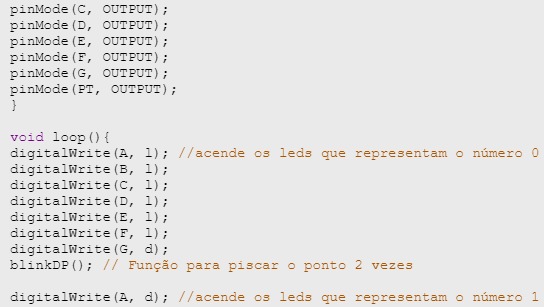 pinMode(C, OUTPUT);
pinMode(D, OUTPUT);
pinMode(E, OUTPUT);
pinMode(F, OUTPUT);
pinMode(G, OUTPUT);
pinMode(PT, OUTPUT);
}
void loop(){
digitalWrite(A, l); //acende os leds que representam o número 0
digitalWrite(B, l);
digitalWrite(C, l);
digitalWrite(D, l);
digitalWrite(E, l);
digitalWrite(F, l);
digitalWrite(G, d);
blinkDP(); // Função para piscar o ponto 2 vezes
digitalWrite(A, d); //acende os leds que representam o número 1